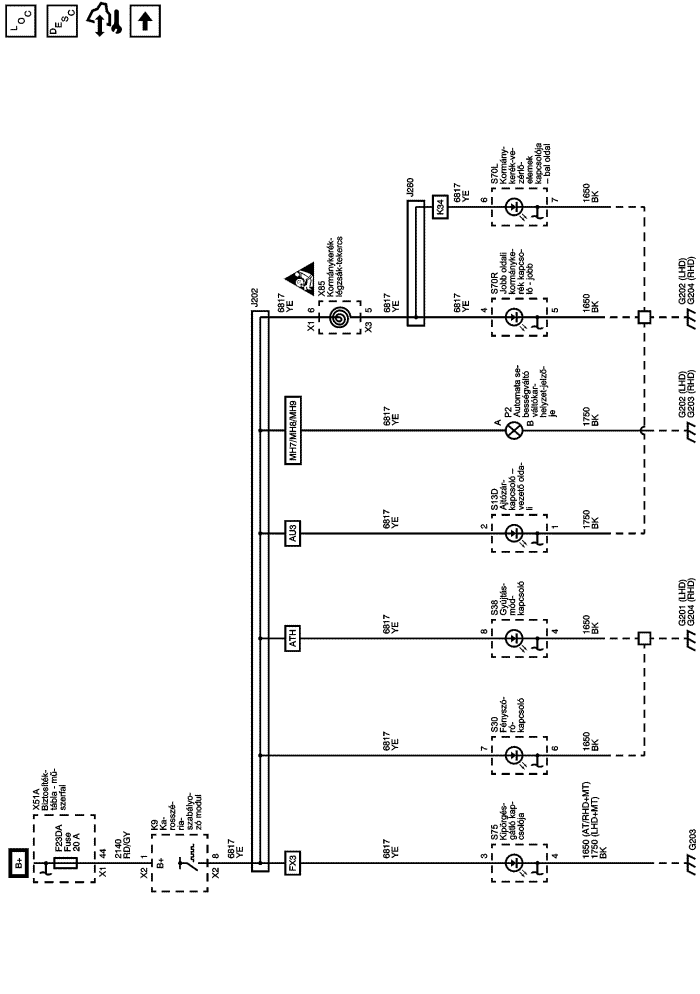 LOC
DESC
B+
X51A
Biztosíték-
tábla - mű-
szerfal
F23DA
Fuse
20 A
44
X1
2140
RD/GY
1
X2
K9
Ka-
rosszé-
ria-
szabályo-
zó modul
B+
8
X2
6817
YE
J202
FX3
6817
YE
3
S75
Kipörgés-
gátló kap-
csolója
4
1650 (AT/RHD+MT)
1750 (LHD+MT)
BK
G203
6817
YE
7
S30
Fényszó-
ró-
kapcsoló
6
1650
BK
ATH
6817
YE
8
S38
Gyújtás-
mód-
kapcsoló
4
1650
BK
G201 (LHD)
G204 (RHD)
AU3
6817
YE
2
S13D
Ajtózár-
kapcsoló –
vezető olda-
li
1
1750
BK
MH7/MH8/MH9
6817
YE
A
P2
Automata se-
bességváltó
váltókar-
helyzet-jelző-
je
B
1750
BK
G202 (LHD)
G203 (RHD)
6817
YE
6
X1
X85
Kormánykerék-
légzsák-tekercs
5
X3
6817
YE
J280
6817
YE
4
S70R
Jobb oldali
kormányke-
rék kapcso-
ló - jobb
5
1650
BK
G202 (LHD)
G204 (RHD)
K34
6817
YE
6
S70L
Kormány-
kerék-ve-
zérlő-
elemek
kapcsolója
– bal oldal
7
1650
BK